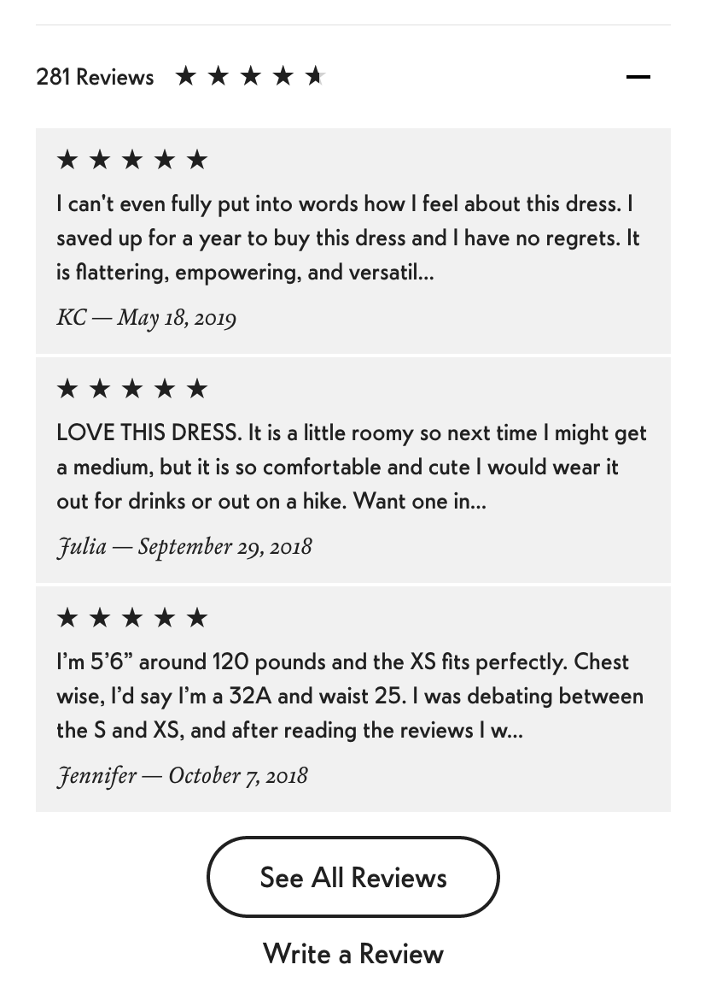 281 Reviews
I can't even fully put into words how I feel about this dress. I
saved up for a year to buy this dress and I have no regrets. It
is flattering, empowering, and versatil...
KC — May 18, 2019
LOVE THIS DRESS. It is a little roomy so next time I might get
a medium, but it is so comfortable and cute I would wear it
out for drinks or out on a hike. Want one in...
Julia — September 29, 2018
I’m 5’6” around 120 pounds and the XS fits perfectly. Chest
wise, I’d say I’m a 32A and waist 25. I was debating between
the S and XS, and after reading the reviews I w...
Jennifer — October 7, 2018
See All Reviews
Write a Review